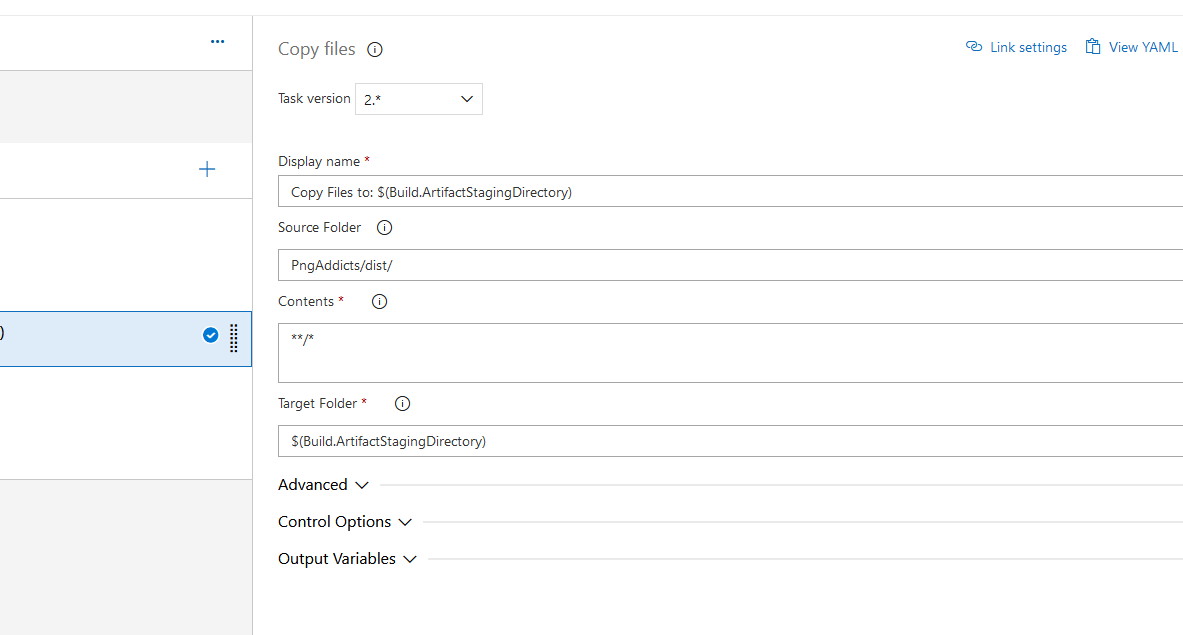 ...
Copy files
Link settings
View YAML
Task version 2.*
Display name *
Copy Files to: $(Build.ArtifactStagingDirectory)
Source Folder
PngAddicts/dist/
Contents *
**/*
)
Target Folder *
$(Build.ArtifactStagingDirectory)
Advanced
Control Options
Output Variables